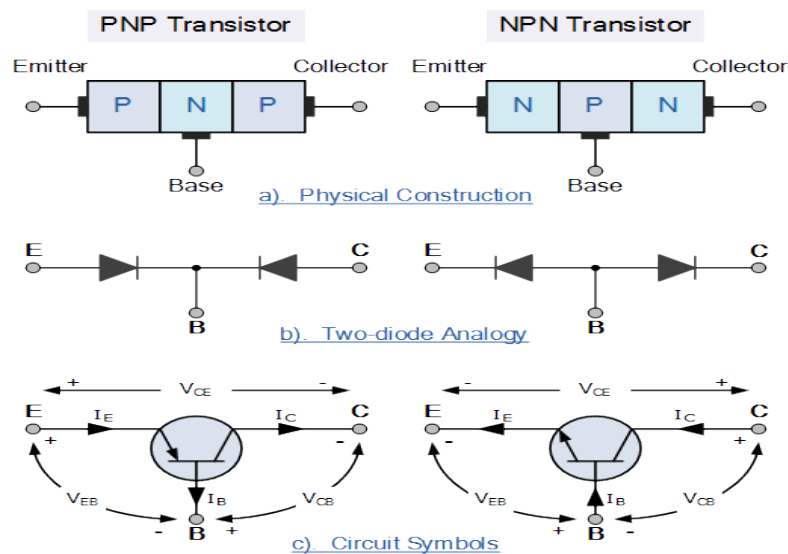 PNP Transistor NPN Transistor
Emitter Collector Emitter Collector
P N P N P N
Base Base
a). Physical Construction
E C E C
B B
b). Two-diode Analogy
+ VCE - - VCE +
E IE IC C E IE IC C
+ - - +
VEB IB VCB VEB IB VCB
- B + + B -
c). Circuit Symbols